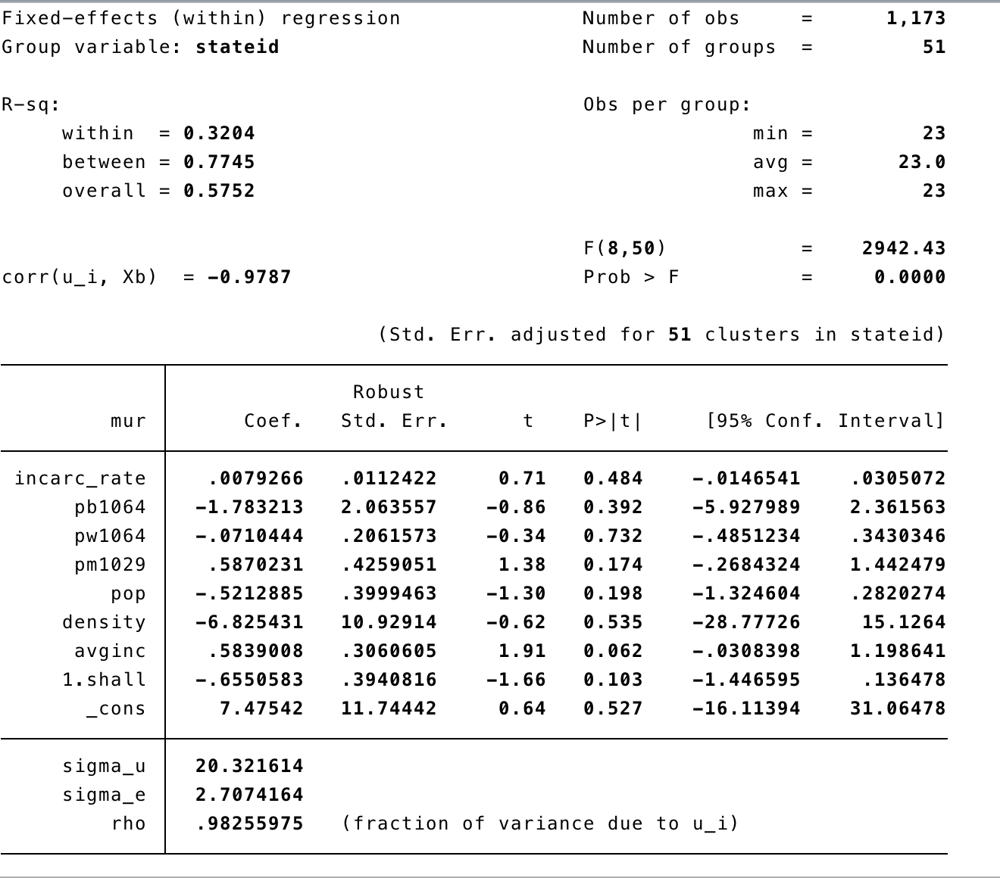 Fixed-effects (within) regression Number of obs = 1,173
Group variable: stateid Number of groups = 51
R-sq: Obs per group:
within = 0.3204 min = 23
between = 0.7745 avg = 23.0
overall = 0.5752 max = 23
F(8,50) = 2942.43
corr(u_i, Xb) = -0.9787 Prob > F = 0.0000
(Std. Err. adjusted for 51 clusters in stateid)
Robust
mur Coef. Std. Err. t P>|t| [95% Conf. Interval]
incarc_rate .0079266 .0112422 0.71 0.484 -.0146541 .0305072
pb1064 -1.783213 2.063557 -0.86 0.392 -5.927989 2.361563
pw1064 -.0710444 .2061573 -0.34 0.732 -.4851234 .3430346
pm1029 .5870231 .4259051 1.38 0.174 -.2684324 1.442479
pop -.5212885 .3999463 -1.30 0.198 -1.324604 .2820274
density -6.825431 10.92914 -0.62 0.535 -28.77726 15.1264
avginc .5839008 .3060605 1.91 0.062 -.0308398 1.198641
1.shall -.6550583 .3940816 -1.66 0.103 -1.446595 .136478
_cons 7.47542 11.74442 0.64 0.527 -16.11394 31.06478
sigma_u 20.321614
sigma_e 2.7074164
rho .98255975 (fraction of variance due to u_i)